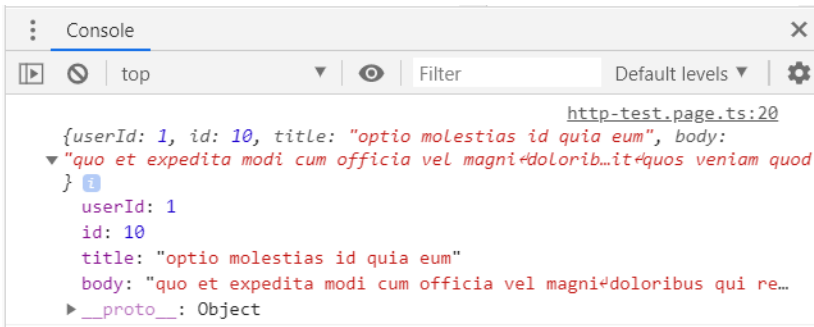 Console
top Filter Default levels
http-test.page.ts:20
{userId: 1, id: 10, title: "optio molestias id quia eum", body:
"quo et expedita modi cum officia vel magni↵dolorib…it↵quos veniam quod
} i
userId: 1
id: 10
title: "optio molestias id quia eum"
body: "quo et expedita modi cum officia vel magni↵doloribus qui re…
__proto__: Object